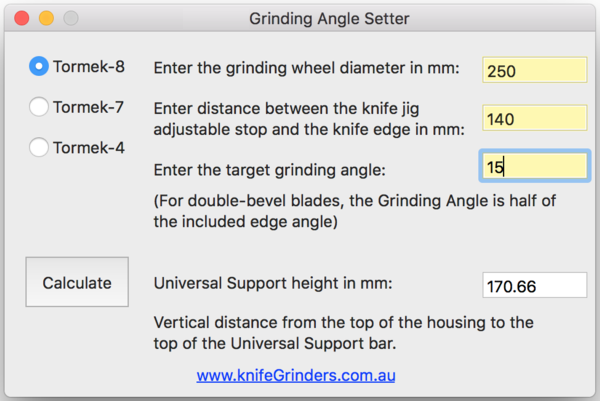 Grinding Angle Setter
Tormek-8
Enter the grinding wheel diameter in mm:
250
Tormek-7
Enter distance between the knife jig
adjustable stop and the knife edge in mm:
140
Tormek-4
Enter the target grinding angle:
15
(For double-bevel blades, the Grinding Angle is half of
the included edge angle)
Calculate
Universal Support height in mm:
170.66
Vertical distance from the top of the housing to the
top of the Universal Support bar.
www.knifeGrinders.com.au